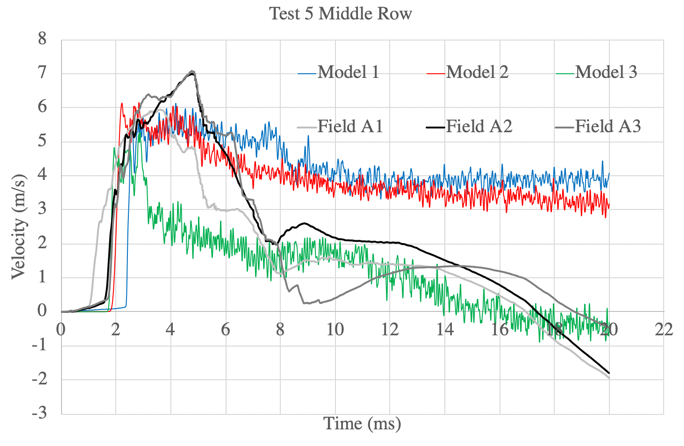 Test 5 Middle Row
8
7
Model 1 Model 2 Model 3
6
Field A1 Field A2 Field A3
5
4
3
2
1
0
-1
-2
-3
Velocity (m/s)
0 2 4 6 8 10 12 14 16 18 20 22
Time (ms)